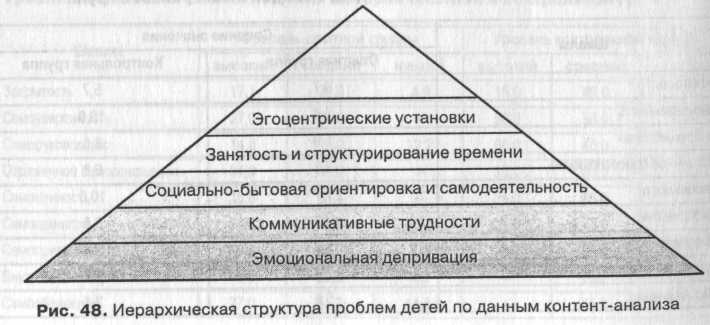 Эгоцентрические установки
Занятость и структурирование времени
Социально-бытовая ориентировка и самодеятельность
Коммуникативные трудности
Эмоциональная депривация
Рис. 48. Иерархическая структура проблем детей по данным контент-анализа